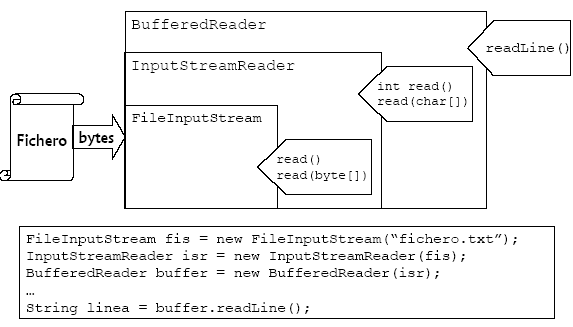 BufferedReader
readLine()
InputStreamReader
int read()
read(char[])
FileInputStream
Fichero
bytes
read()
read(byte[])
FileInputStream fis = new FileInputStream(“fichero.txt”);
InputStreamReader isr = new InputStreamReader(fis);
BufferedReader buffer = new BufferedReader(isr);
…
String linea = buffer.readLine();